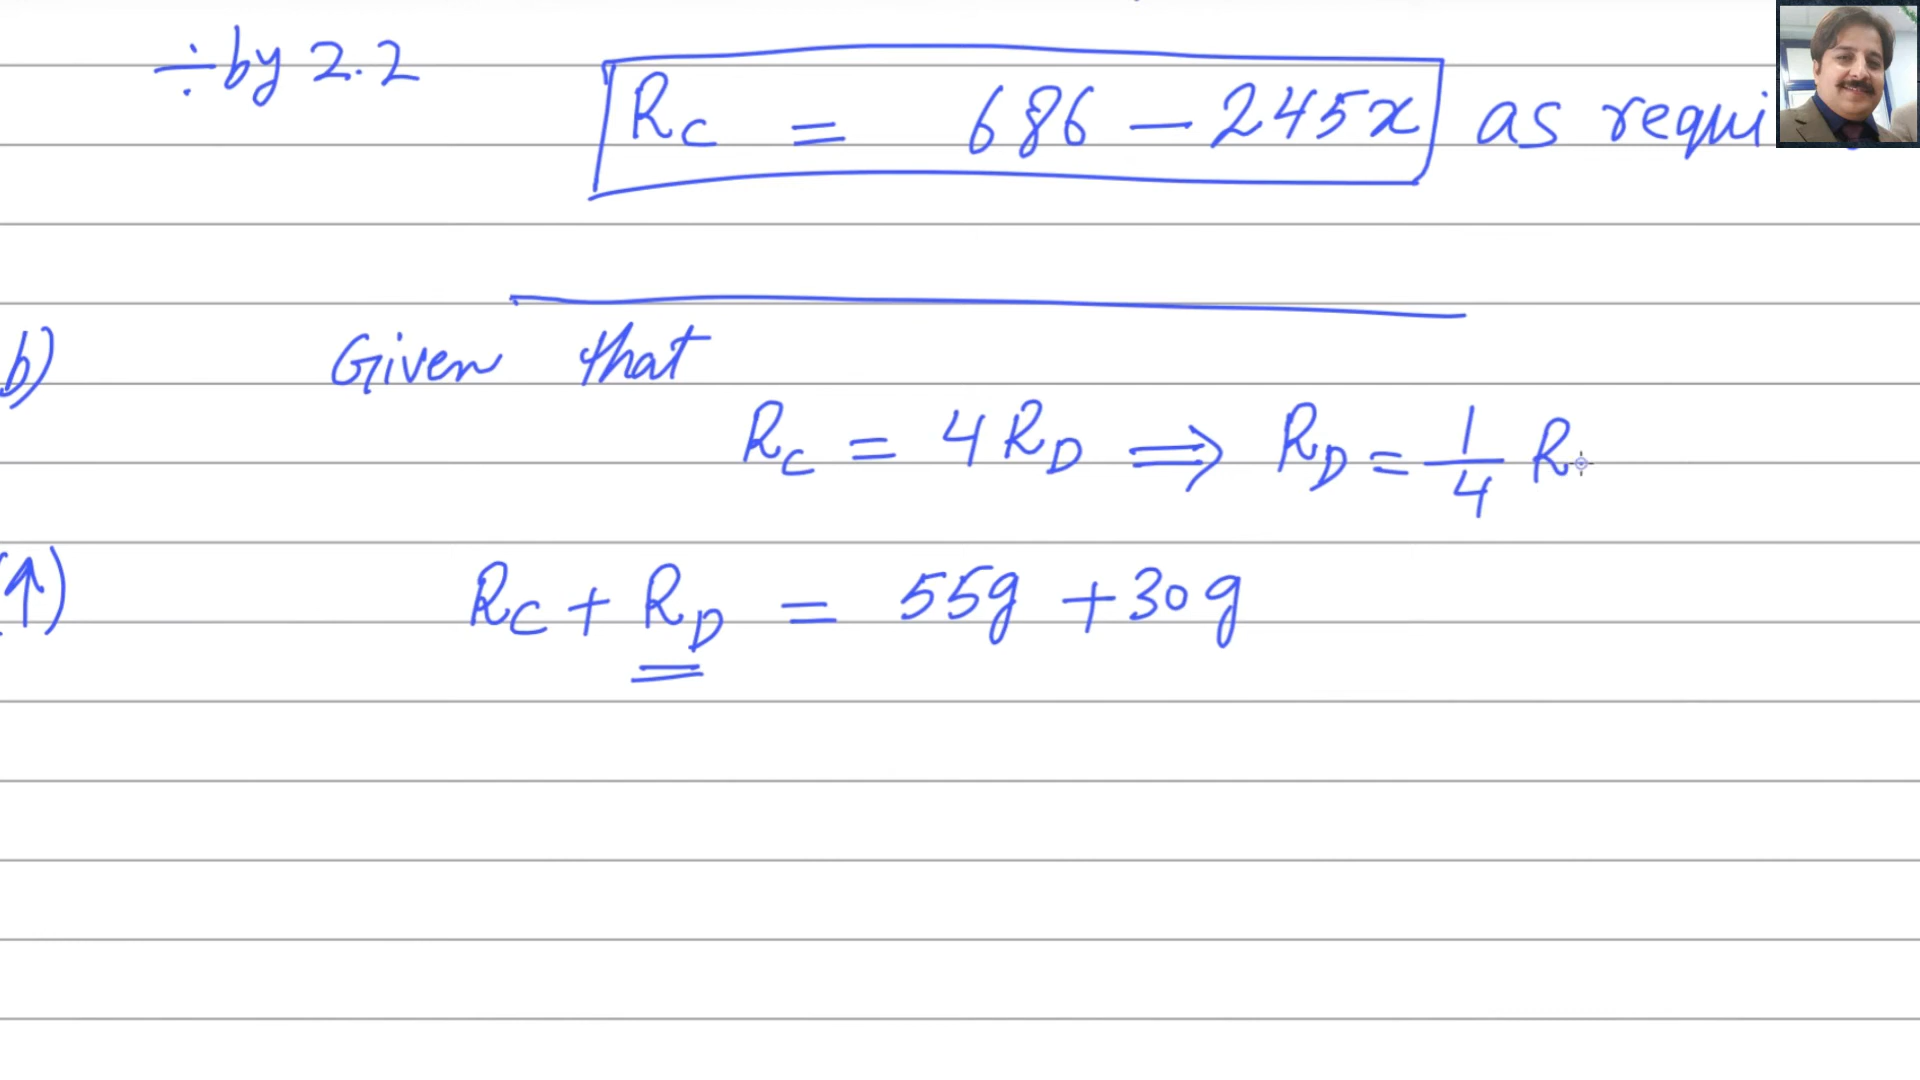 ÷ by 2.2
R_C = 686 - 245x as requi
b) Given that
R_C = 4R_D ⟹ R_D = 1/4 R
(↑) R_C + R_D = 55g + 30g